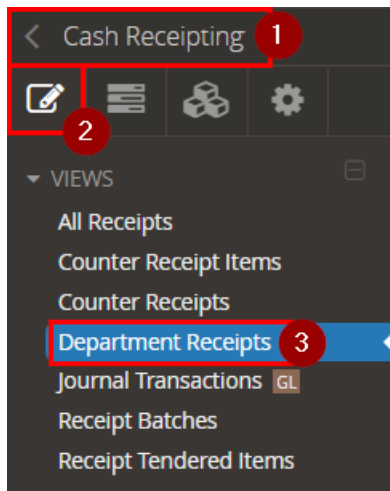 Cash Receipting 1
2
VIEWS
All Receipts
Counter Receipt Items
Counter Receipts
Department Receipts 3
Journal Transactions GL
Receipt Batches
Receipt Tendered Items